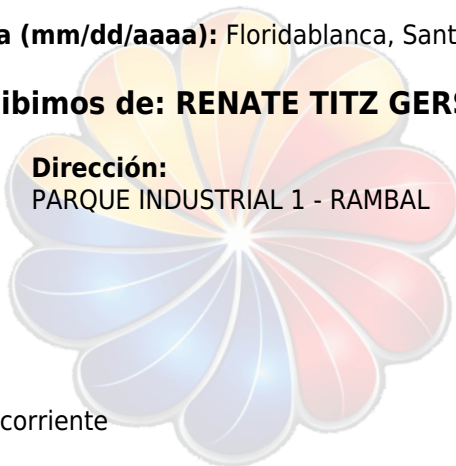 a (mm/dd/aaaa): Floridablanca, Sant
ibimos de: RENATE TITZ GERS
Dirección:
PARQUE INDUSTRIAL 1 - RAMBAL
corriente